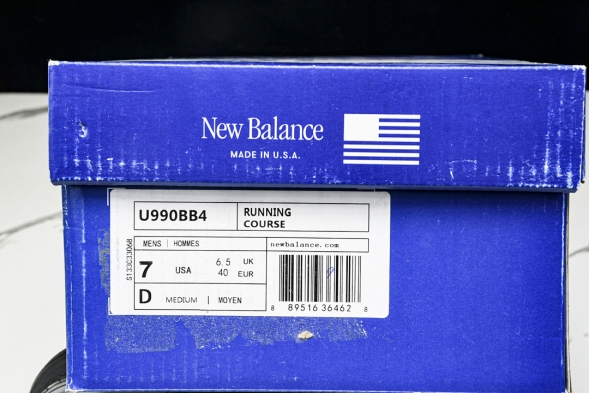 New Balance
MADE IN U.S.A.
U990BB4
RUNNING
COURSE
MENS | HOMMES
newbalance.com
7 USA 6.5 UK
40 EUR
D MEDIUM | MOYEN
8 89516 36462 8